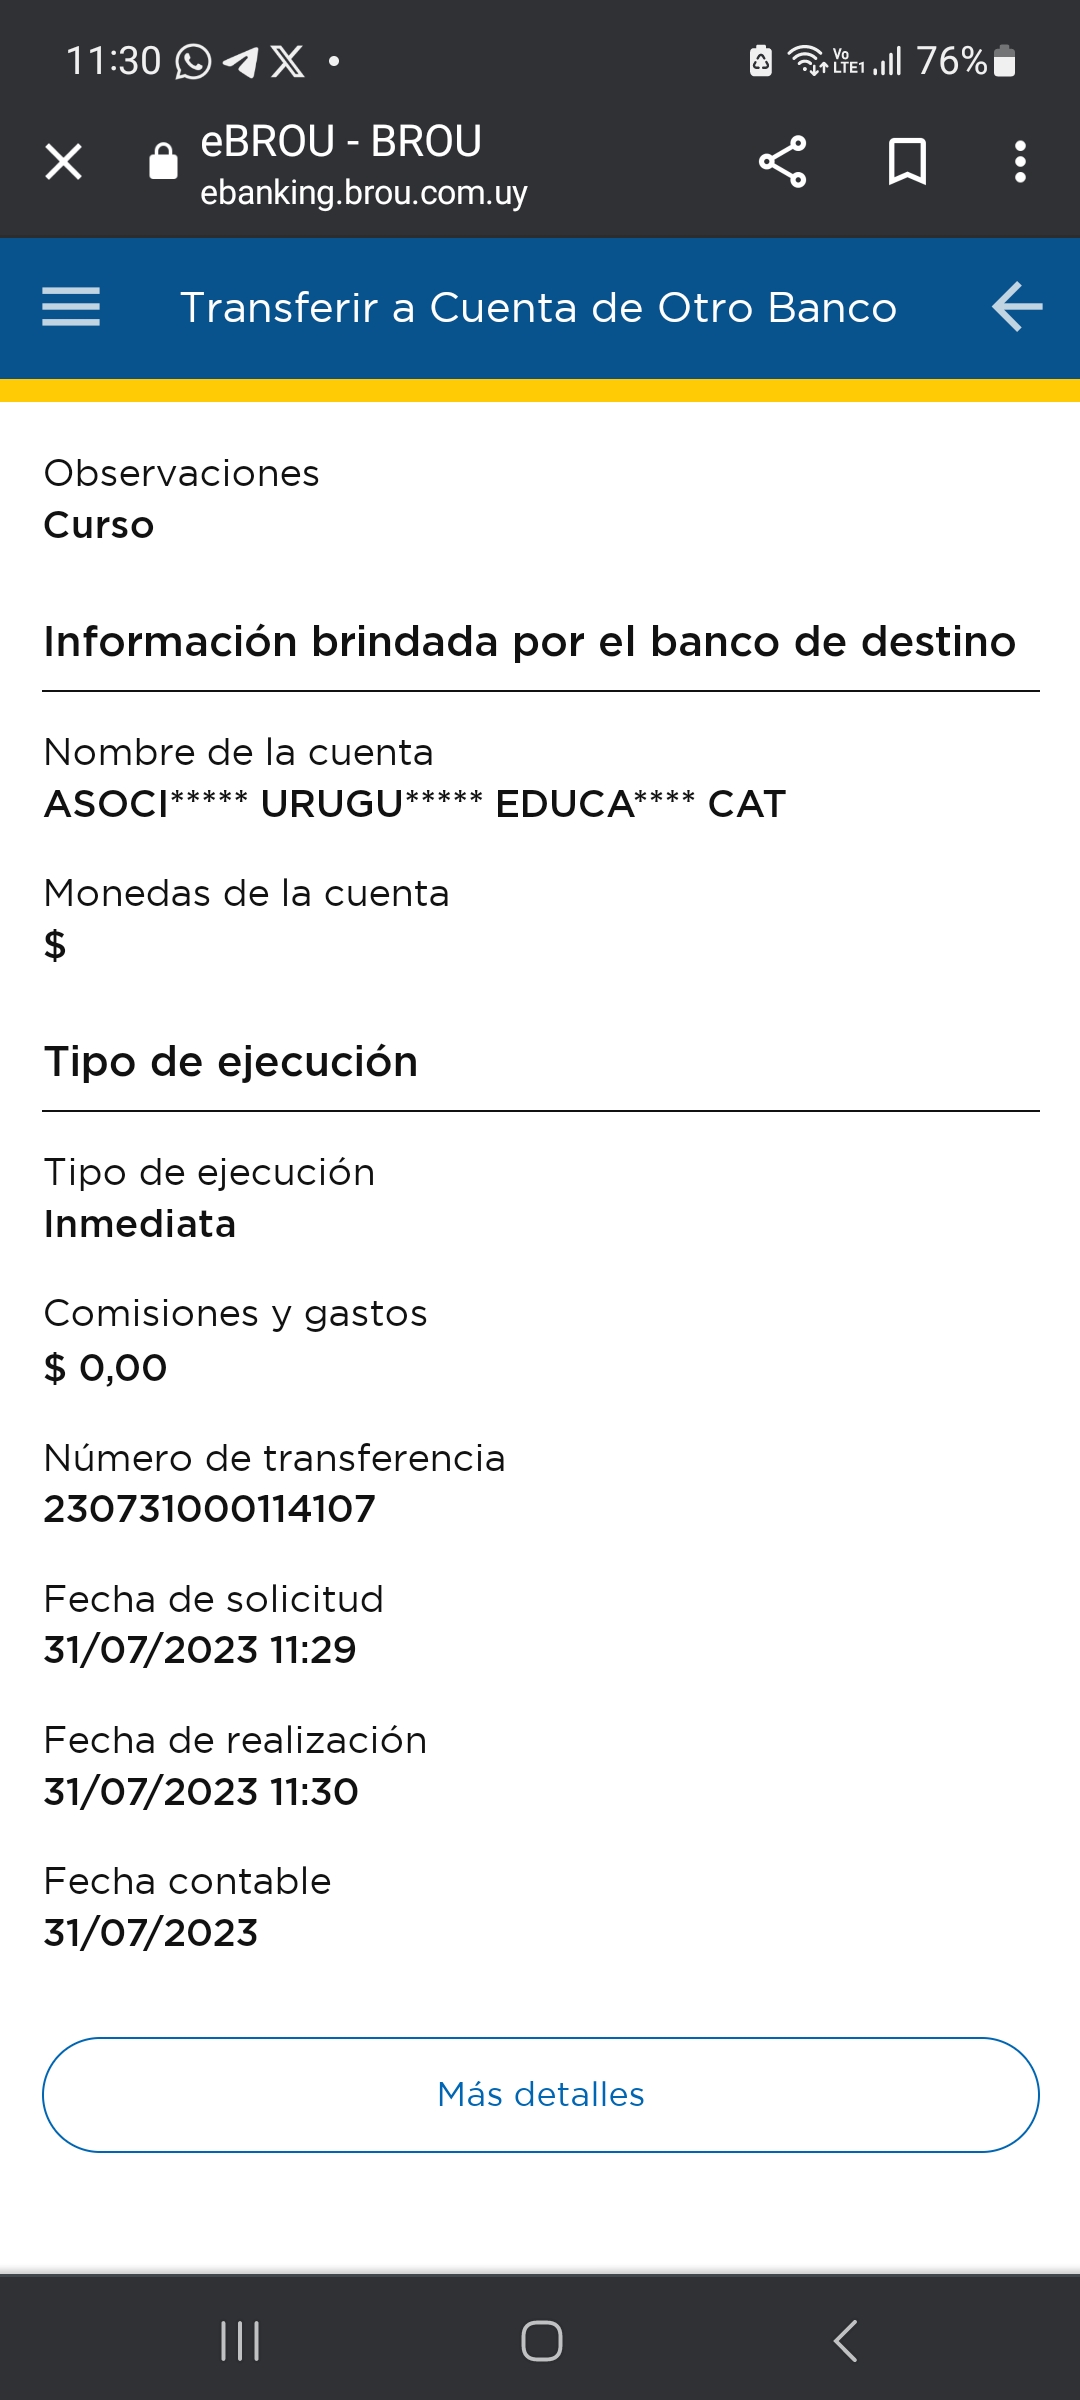 11:30 Vo LTE1 76%
eBROU - BROU
ebanking.brou.com.uy
Transferir a Cuenta de Otro Banco
Observaciones
Curso
Información brindada por el banco de destino
Nombre de la cuenta
ASOCI***** URUGU***** EDUCA**** CAT
Monedas de la cuenta
$
Tipo de ejecución
Tipo de ejecución
Inmediata
Comisiones y gastos
$ 0,00
Número de transferencia
230731000114107
Fecha de solicitud
31/07/2023 11:29
Fecha de realización
31/07/2023 11:30
Fecha contable
31/07/2023
Más detalles